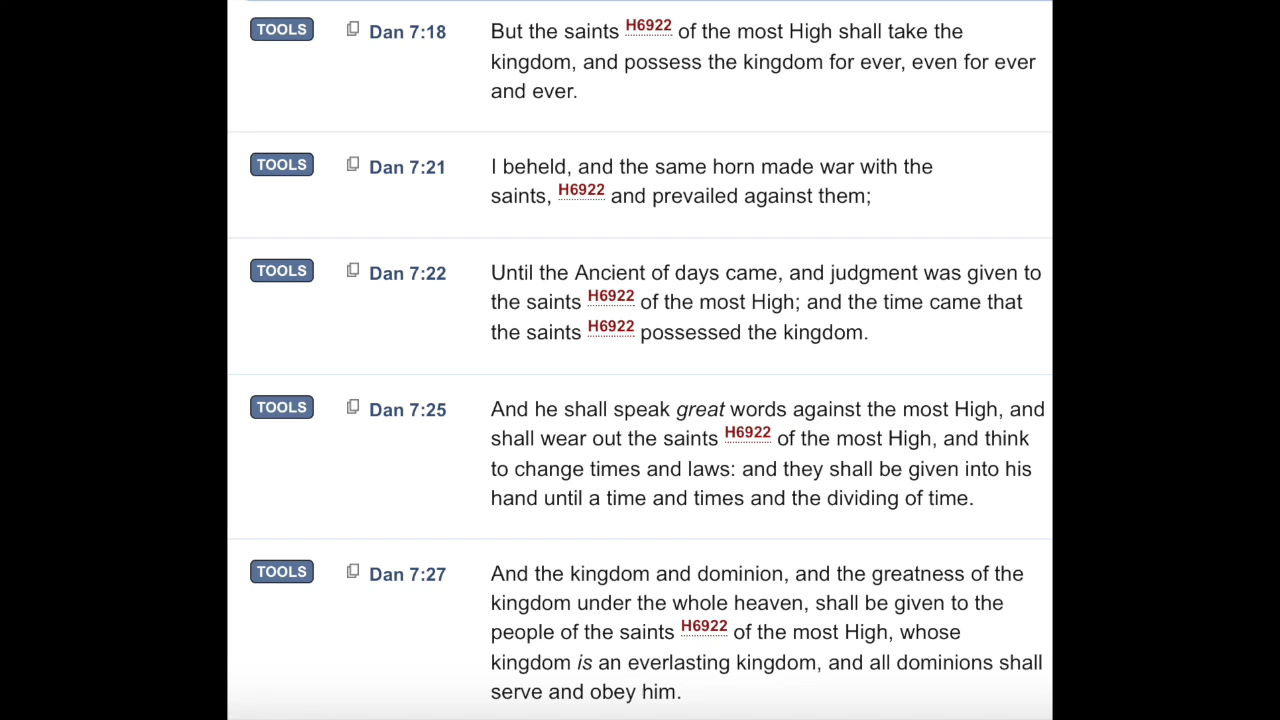 TOOLS Dan 7:18 But the saints H6922 of the most High shall take the
kingdom, and possess the kingdom for ever, even for ever
and ever.
TOOLS Dan 7:21 I beheld, and the same horn made war with the
saints, H6922 and prevailed against them;
TOOLS Dan 7:22 Until the Ancient of days came, and judgment was given to
the saints H6922 of the most High; and the time came that
the saints H6922 possessed the kingdom.
TOOLS Dan 7:25 And he shall speak great words against the most High, and
shall wear out the saints H6922 of the most High, and think
to change times and laws: and they shall be given into his
hand until a time and times and the dividing of time.
TOOLS Dan 7:27 And the kingdom and dominion, and the greatness of the
kingdom under the whole heaven, shall be given to the
people of the saints H6922 of the most High, whose
kingdom is an everlasting kingdom, and all dominions shall
serve and obey him.